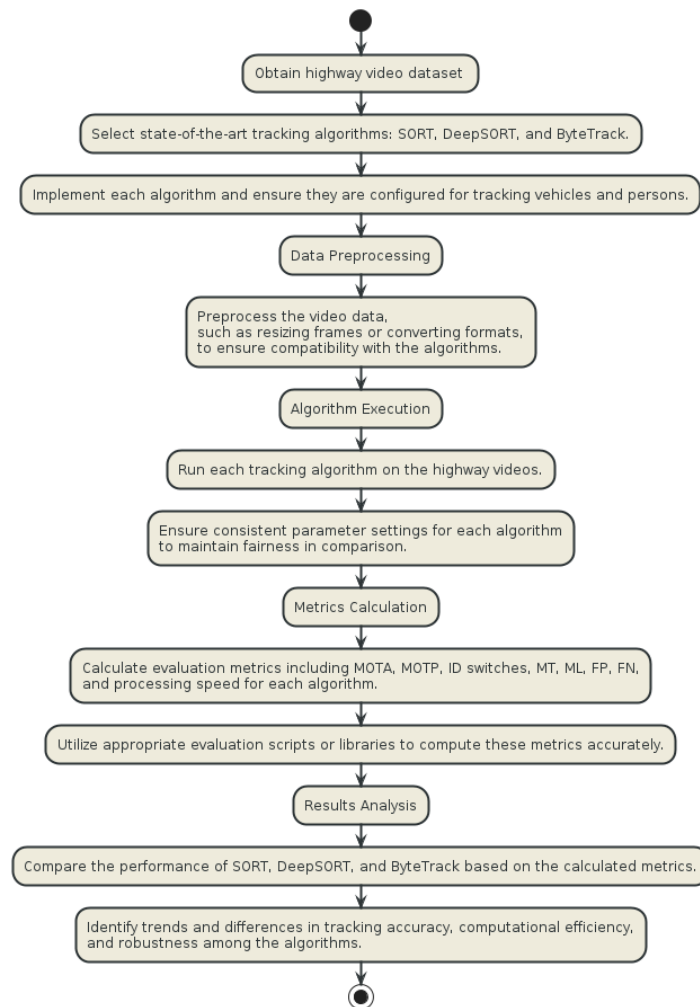 Obtain highway video dataset
Select state-of-the-art tracking algorithms: SORT, DeepSORT, and ByteTrack.
Implement each algorithm and ensure they are configured for tracking vehicles and persons.
Data Preprocessing
Preprocess the video data,
such as resizing frames or converting formats,
to ensure compatibility with the algorithms.
Algorithm Execution
Run each tracking algorithm on the highway videos.
Ensure consistent parameter settings for each algorithm
to maintain fairness in comparison.
Metrics Calculation
Calculate evaluation metrics including MOTA, MOTP, ID switches, MT, ML, FP, FN,
and processing speed for each algorithm.
Utilize appropriate evaluation scripts or libraries to compute these metrics accurately.
Results Analysis
Compare the performance of SORT, DeepSORT, and ByteTrack based on the calculated metrics.
Identify trends and differences in tracking accuracy, computational efficiency,
and robustness among the algorithms.